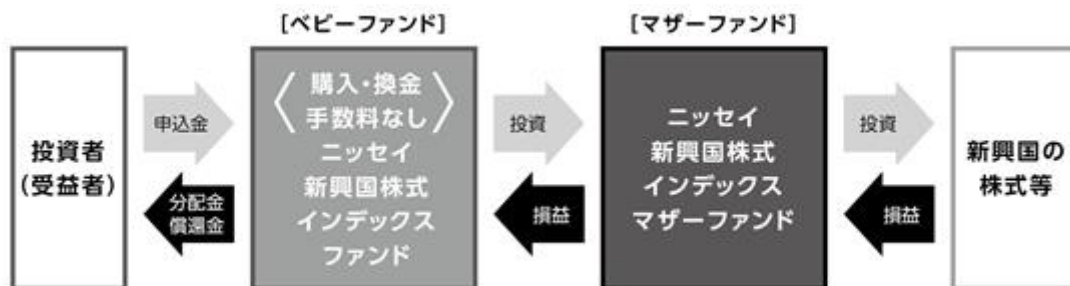 [ベビーファンド]
[マザーファンド]
投資者
(受益者)
申込金
分配金
償還金
〈購入・換金
手数料なし〉
ニッセイ
新興国株式
インデックス
ファンド
投資
損益
ニッセイ
新興国株式
インデックス
マザーファンド
投資
損益
新興国の
株式等